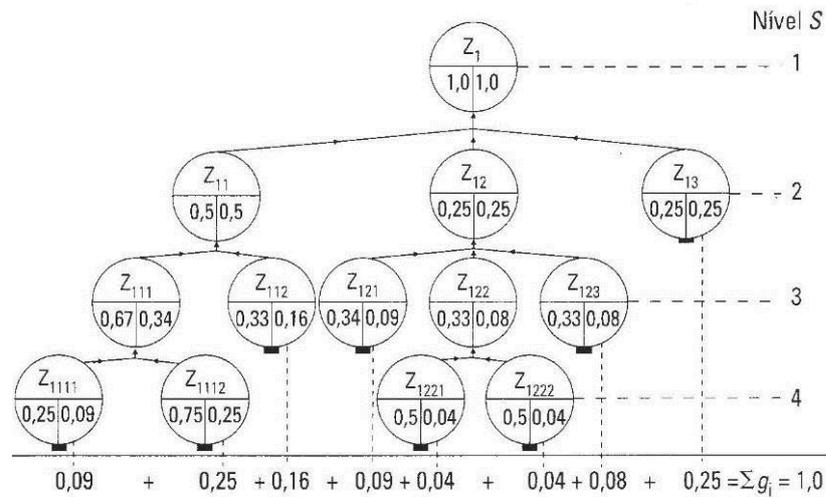 Nível S
Z1
1,0 1,0
1
Z11
0,5 0,5
Z12
0,25 0,25
Z13
0,25 0,25
2
Z111
0,67 0,34
Z112
0,33 0,16
Z121
0,34 0,09
Z122
0,33 0,08
Z123
0,33 0,08
3
Z1111
0,25 0,09
Z1112
0,75 0,25
Z1221
0,5 0,04
Z1222
0,5 0,04
4
0,09 + 0,25 + 0,16 + 0,09 + 0,04 + 0,04 + 0,08 + 0,25 = Σ gi = 1,0